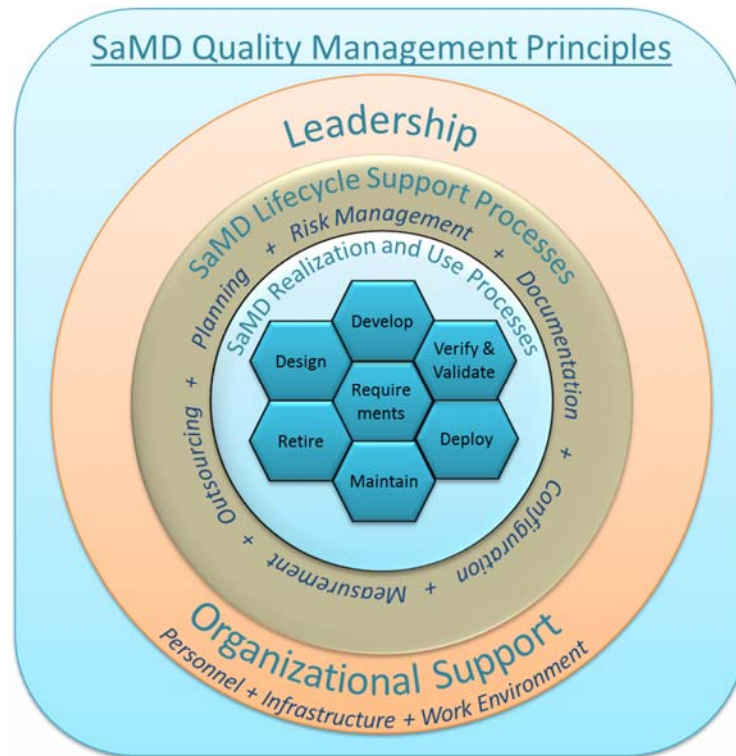 SaMD Quality Management Principles
Leadership
SaMD Lifecycle Support Processes
Outsourcing + Planning + Risk Management + Documentation + Configuration + Measurement +
SaMD Realization and Use Processes
Develop
Design
Verify &
Validate
Require
ments
Retire
Deploy
Maintain
Organizational Support
Personnel + Infrastructure + Work Environment